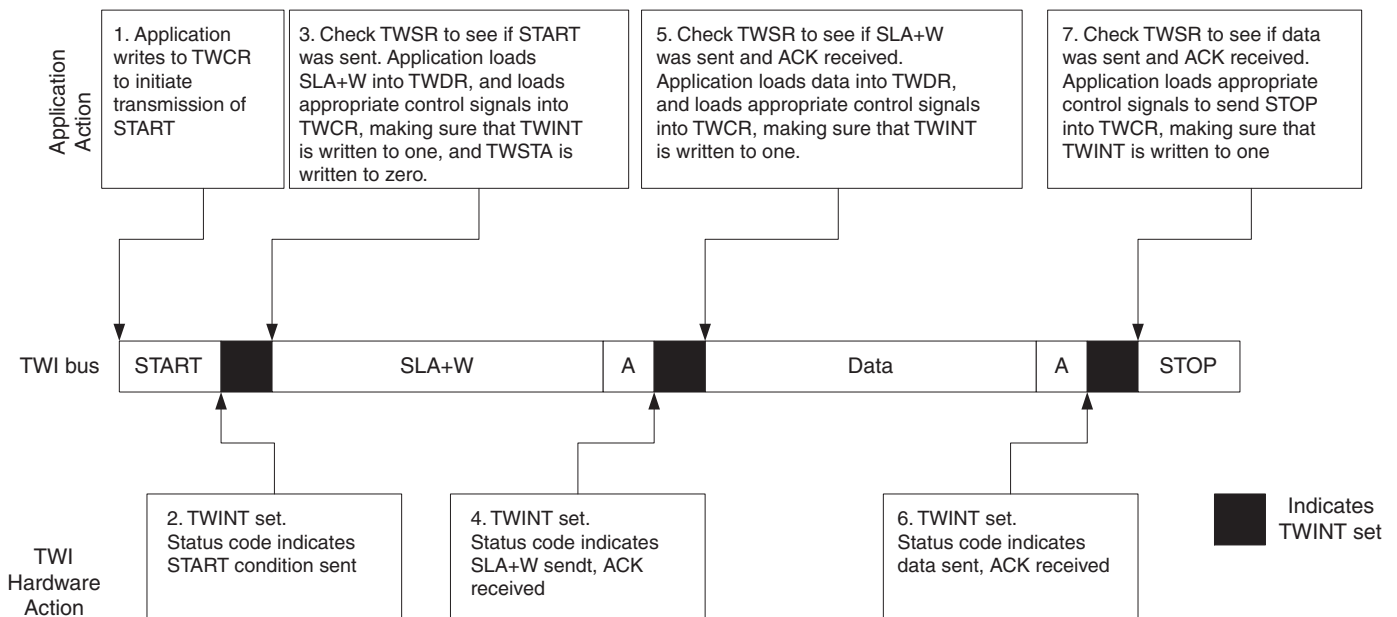 Application
Action
1. Application
writes to TWCR
to initiate
transmission of
START
3. Check TWSR to see if START
was sent. Application loads
SLA+W into TWDR, and loads
appropriate control signals into
TWCR, making sure that TWINT
is written to one, and TWSTA is
written to zero.
5. Check TWSR to see if SLA+W
was sent and ACK received.
Application loads data into TWDR,
and loads appropriate control signals
into TWCR, making sure that TWINT
is written to one.
7. Check TWSR to see if data
was sent and ACK received.
Application loads appropriate
control signals to send STOP
into TWCR, making sure that
TWINT is written to one
TWI bus
START
SLA+W
A
Data
A
STOP
2. TWINT set.
Status code indicates
START condition sent
4. TWINT set.
Status code indicates
SLA+W sendt, ACK
received
6. TWINT set.
Status code indicates
data sent, ACK received
Indicates
TWINT set
TWI
Hardware
Action